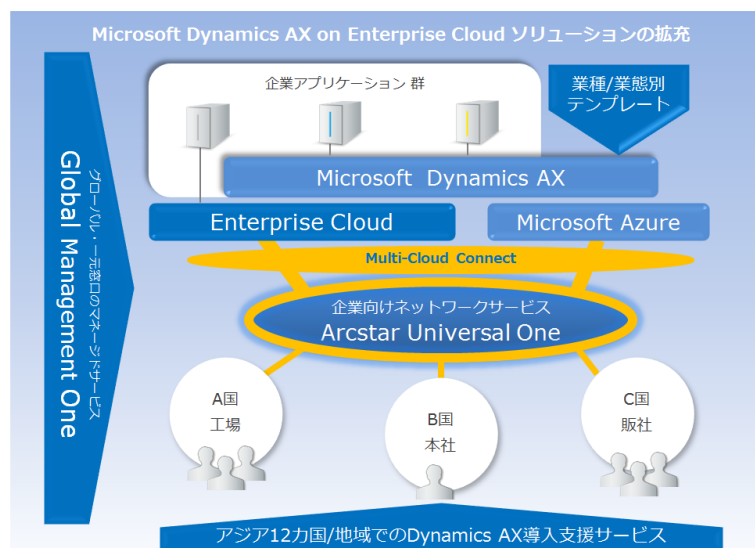 Microsoft Dynamics AX on Enterprise Cloud ソリューションの拡充
企業アプリケーション 群
業種/業態別
テンプレート
Microsoft Dynamics AX
Enterprise Cloud
Microsoft Azure
Multi-Cloud Connect
企業向けネットワークサービス
Arcstar Universal One
グローバル・一元窓口のマネージドサービス
Global Management One
A国
工場
B国
本社
C国
販社
アジア12カ国/地域でのDynamics AX導入支援サービス